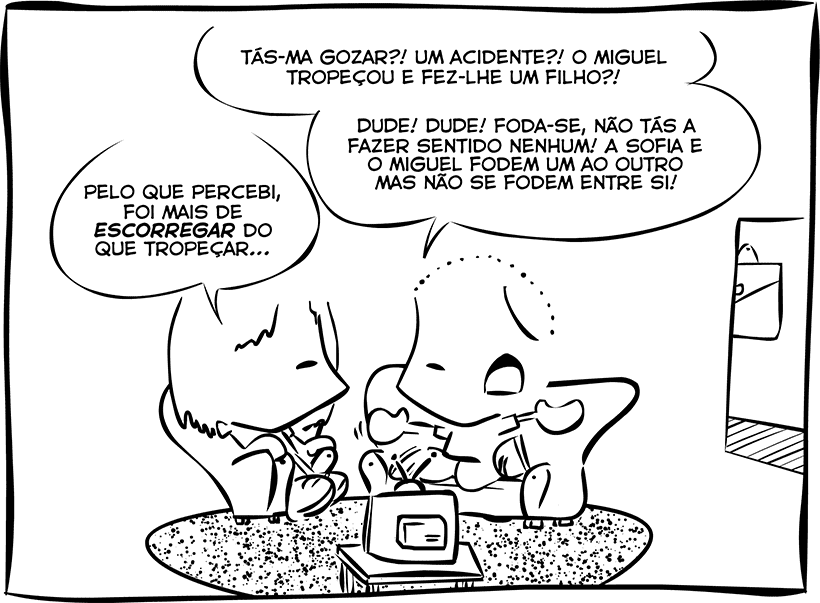 TÁS-MA GOZAR?! UM ACIDENTE?! O MIGUEL
TROPEÇOU E FEZ-LHE UM FILHO?!
DUDE! DUDE! FODA-SE, NÃO TÁS A
FAZER SENTIDO NENHUM! A SOFIA E
O MIGUEL FODEM UM AO OUTRO
MAS NÃO SE FODEM ENTRE SI!
PELO QUE PERCEBI,
FOI MAIS DE
ESCORREGAR DO
QUE TROPEÇAR...